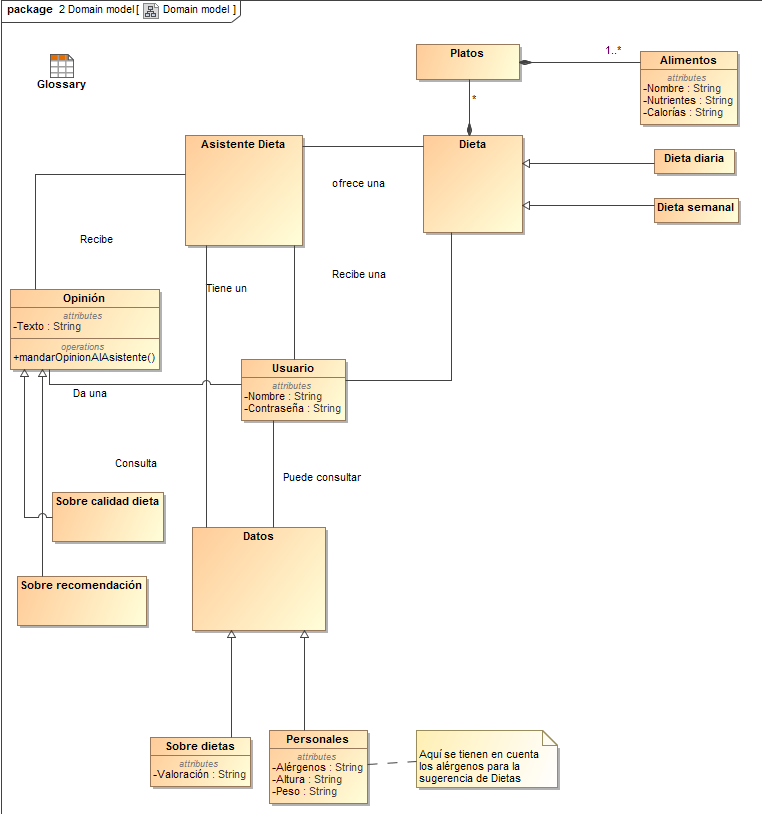 package 2 Domain model[ Domain model ]
Glossary
Platos
1..*
Alimentos
attributes
-Nombre : String
-Nutrientes : String
-Calorías : String
*
Asistente Dieta
Dieta
ofrece una
Dieta diaria
Dieta semanal
Recibe
Recibe una
Tiene un
Opinión
attributes
-Texto : String
operations
+mandarOpinionAlAsistente()
Usuario
attributes
-Nombre : String
-Contraseña : String
Da una
Consulta
Puede consultar
Sobre calidad dieta
Datos
Sobre recomendación
Sobre dietas
attributes
-Valoración : String
Personales
attributes
-Alérgenos : String
-Altura : String
-Peso : String
Aquí se tienen en cuenta
los alérgenos para la
sugerencia de Dietas